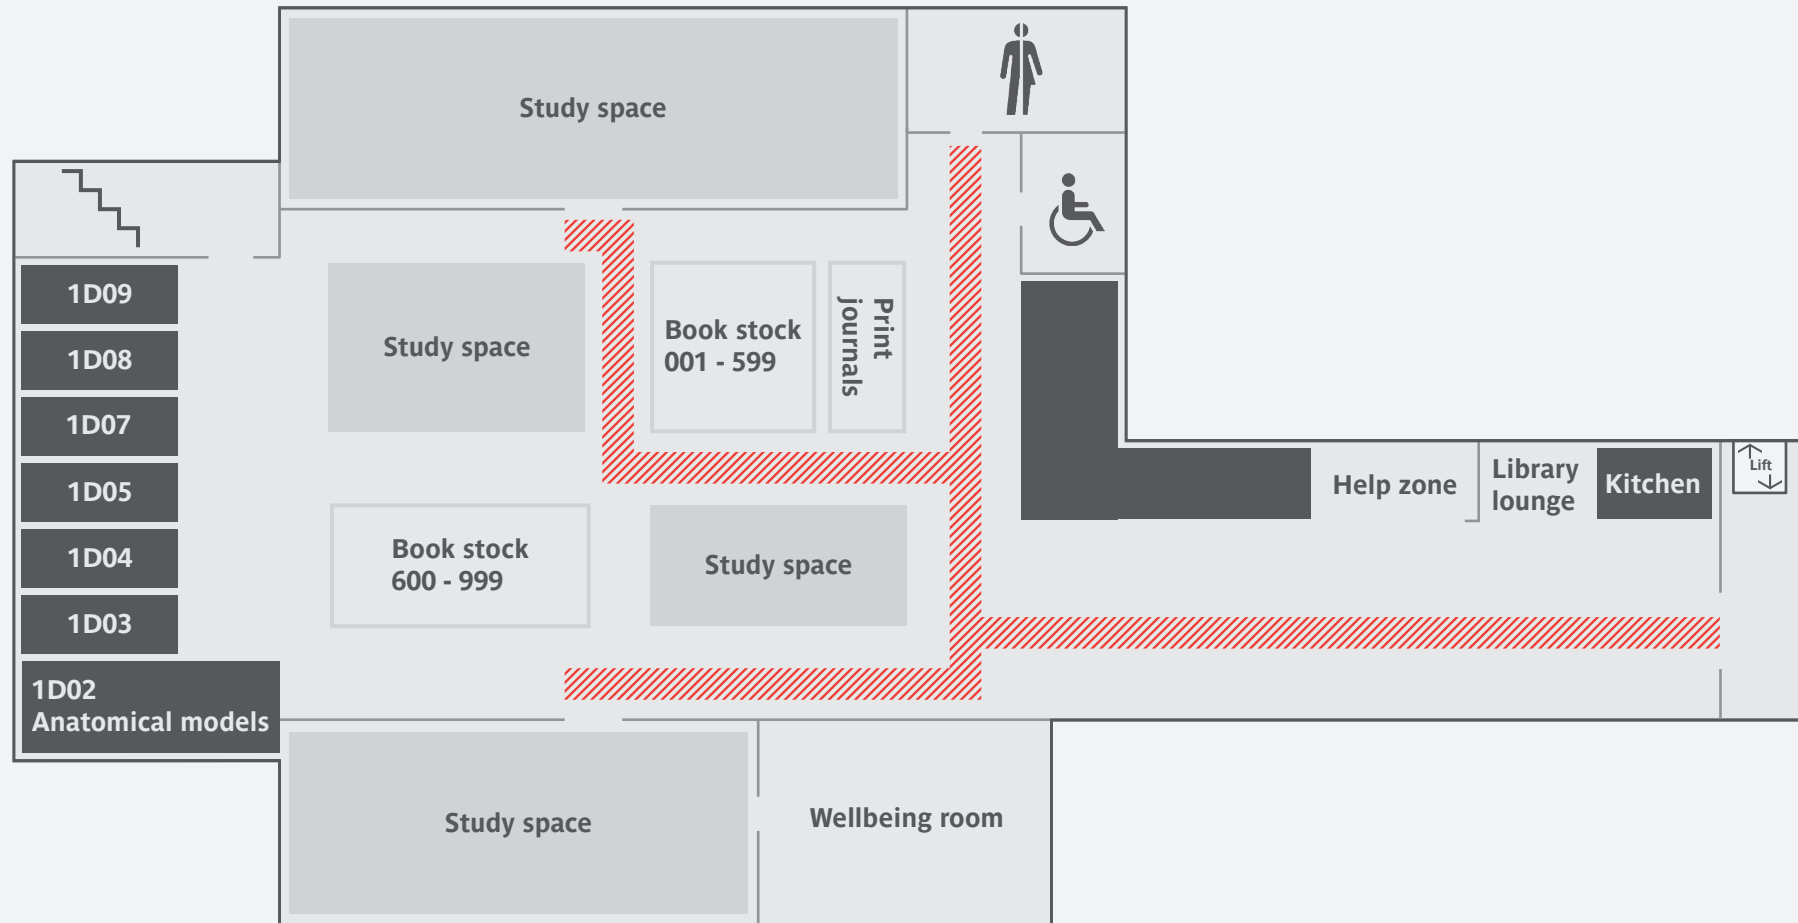 Study space
1D09
1D08
1D07
1D05
1D04
1D03
1D02
Anatomical models
Study space
Book stock
001 - 599
Print
journals
Book stock
600 - 999
Study space
Help zone
Library
lounge
Kitchen
Lift
Study space
Wellbeing room